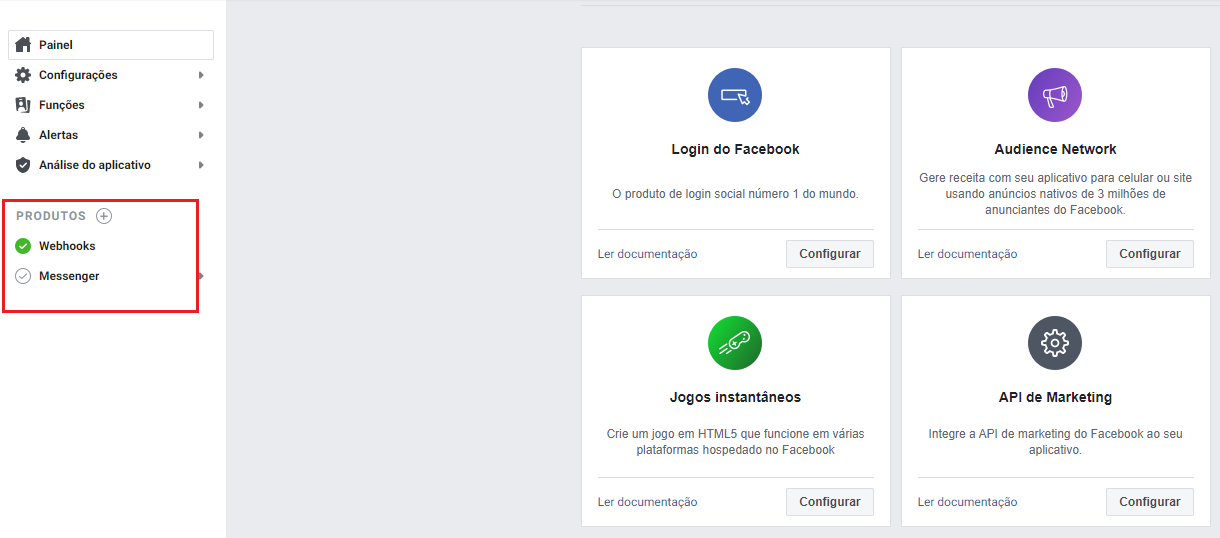 Painel
Configurações
Funções
Alertas
Análise do aplicativo
PRODUTOS
Webhooks
Messenger
Login do Facebook
O produto de login social número 1 do mundo.
Ler documentação
Configurar
Audience Network
Gere receita com seu aplicativo para celular ou site
usando anúncios nativos de 3 milhões de
anunciantes do Facebook.
Ler documentação
Configurar
Jogos instantâneos
Crie um jogo em HTML5 que funcione em várias
plataformas hospedado no Facebook
Ler documentação
Configurar
API de Marketing
Integre a API de marketing do Facebook ao seu
aplicativo.
Ler documentação
Configurar